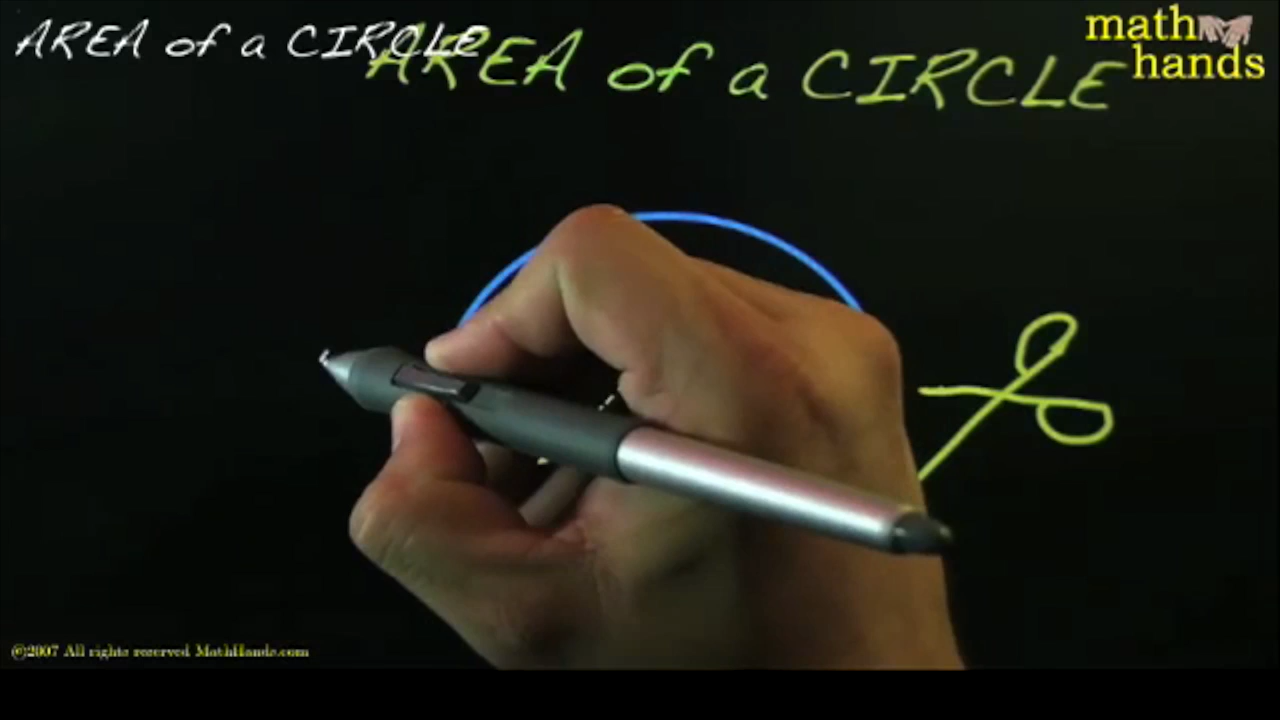 AREA of a CIRCLE
AREA of a CIRCLE
math
hands
©2007 All rights reserved MathHands.com